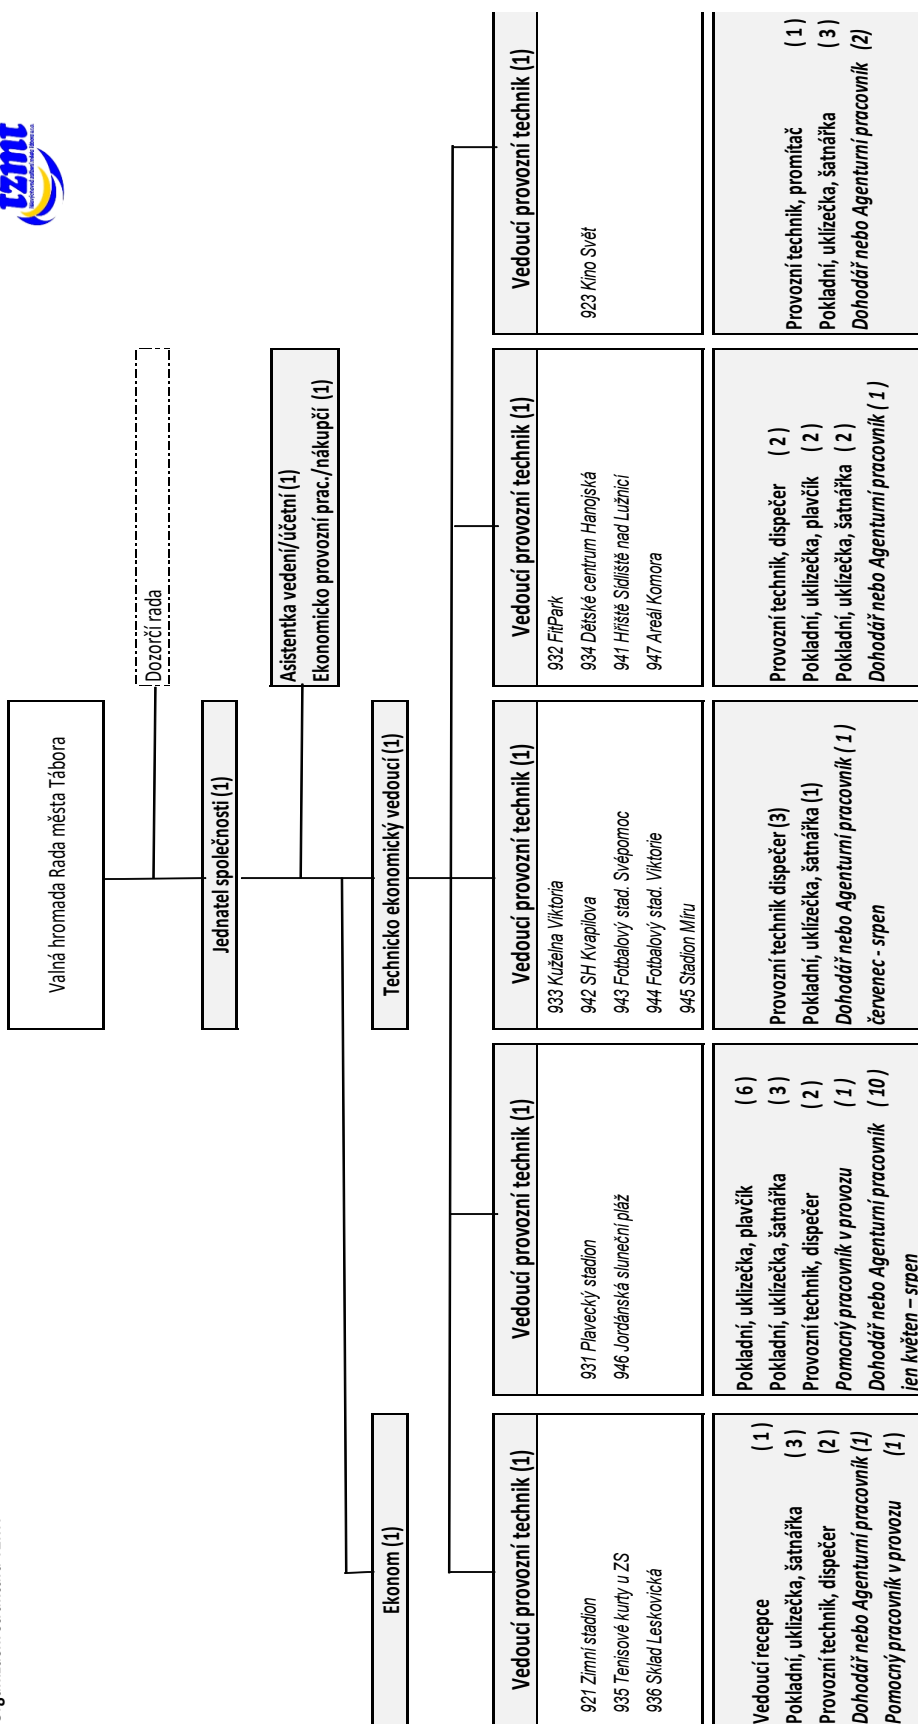 tzmt
Valná hromada Rada města Tábora
Dozorčí rada
Jednatel společnosti (1)
Asistentka vedení/účetní (1)
Ekonomicko provozní prac./nákupčí (1)
Ekonom (1)
Technicko ekonomický vedoucí (1)
Vedoucí provozní technik (1)
921 Zimní stadion
935 Tenisové kurty u ZS
936 Sklad Leskovická
Vedoucí recepce ( 1 )
Pokladní, uklizečka, šatnářka ( 3 )
Provozní technik, dispečer (2)
Dohodář nebo Agenturní pracovník (1)
Pomocný pracovník v provozu (1)
Vedoucí provozní technik (1)
931 Plavecký stadion
946 Jordánská sluneční pláž
Pokladní, uklizečka, plavčík ( 6 )
Pokladní, uklizečka, šatnářka ( 3 )
Provozní technik, dispečer ( 2 )
Pomocný pracovník v provozu ( 1 )
Dohodář nebo Agenturní pracovník ( 10 )
jen květen – srpen
Vedoucí provozní technik (1)
933 Kuželna Viktoria
942 SH Kvapilova
943 Fotbalový stad. Svépomoc
944 Fotbalový stad. Viktorie
945 Stadion Míru
Provozní technik dispečer (3)
Pokladní, uklízečka, šatnářka (1)
Dohodář nebo Agenturní pracovník ( 1 )
červenec - srpen
Vedoucí provozní technik (1)
932 FitPark
934 Dětské centrum Hanojská
941 Hřiště Sídliště nad Lužnicí
947 Areál Komora
Provozní technik, dispečer ( 2 )
Pokladní, uklizečka, plavčík ( 2 )
Pokladní, uklízečka, šatnářka ( 2 )
Dohodář nebo Agenturní pracovník ( 1 )
Vedoucí provozní technik (1)
923 Kino Svět
Provozní technik, promítač ( 1 )
Pokladní, uklízečka, šatnářka ( 3 )
Dohodář nebo Agenturní pracovník (2)